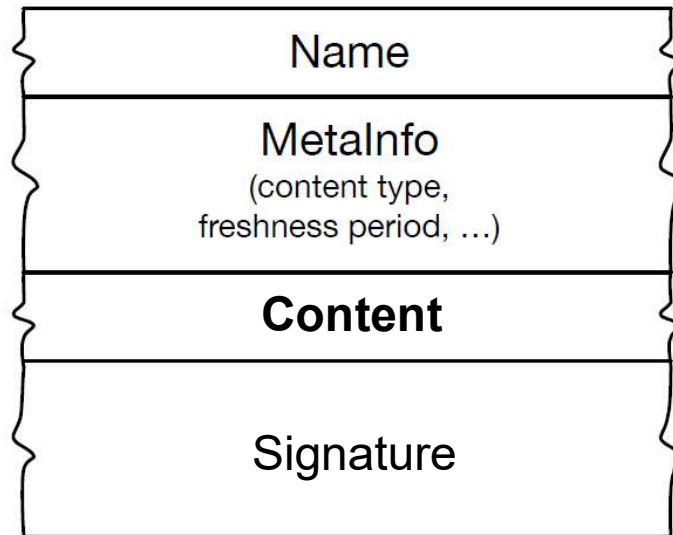 Name
MetaInfo
(content type,
freshness period, …)
Content
Signature